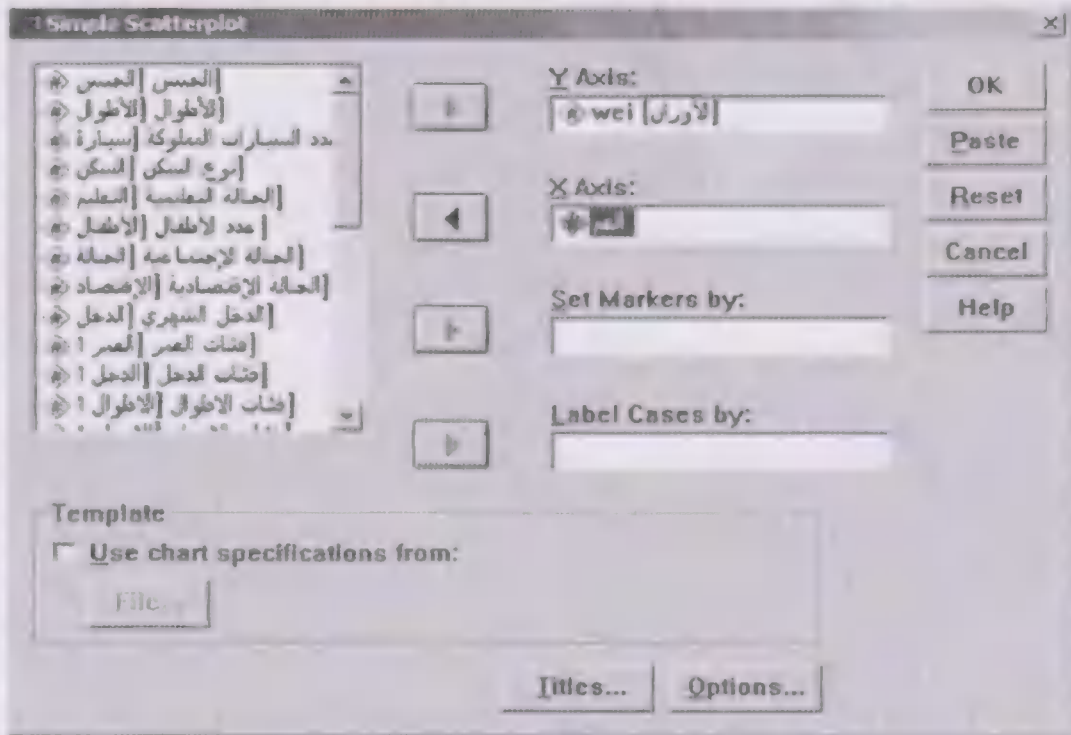 Simple Scatterplot
الجنس [الجنس]
الأطوال [الأطوال]
عدد السيارات المملوكة [سيارة]
نوع السكن [السكن]
الحالة التعليمية [التعليم]
عدد الأطفال [الأطفال]
الحالة الإجتماعية [الحالة]
الحالة الإقتصادية [الإقتصاد]
الدخل الشهري [الدخل]
فئات العمر [العمر 1]
فئات الدخل [الدخل 1]
فئات الاطوال [الاطوال 1]
Y Axis:
wei [الأوزان]
X Axis:
Set Markers by:
Label Cases by:
OK
Paste
Reset
Cancel
Help
Template
Use chart specifications from:
File...
Titles...
Options...